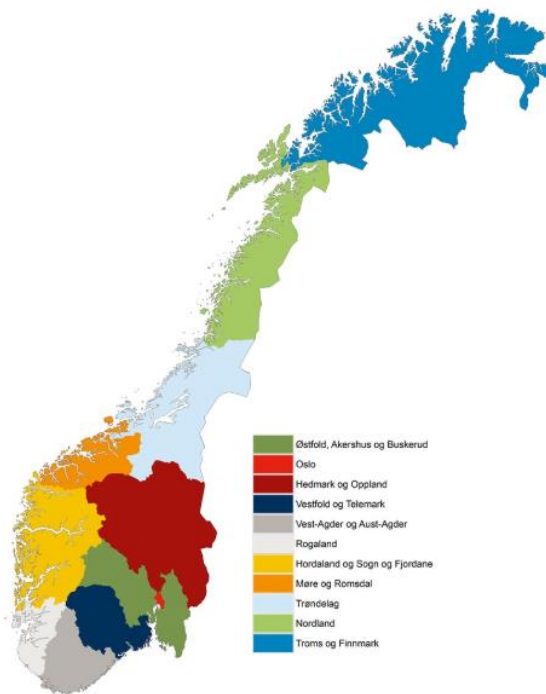 Østfold, Akershus og Buskerud
Oslo
Hedmark og Oppland
Vestfold og Telemark
Vest-Agder og Aust-Agder
Rogaland
Hordaland og Sogn og Fjordane
Møre og Romsdal
Trøndelag
Nordland
Troms og Finnmark